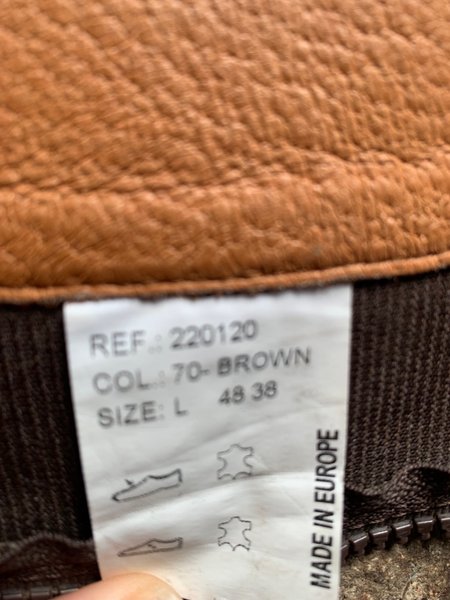 REF.: 220120
COL.: 70- BROWN
SIZE: L 48 38
MADE IN EUROPE